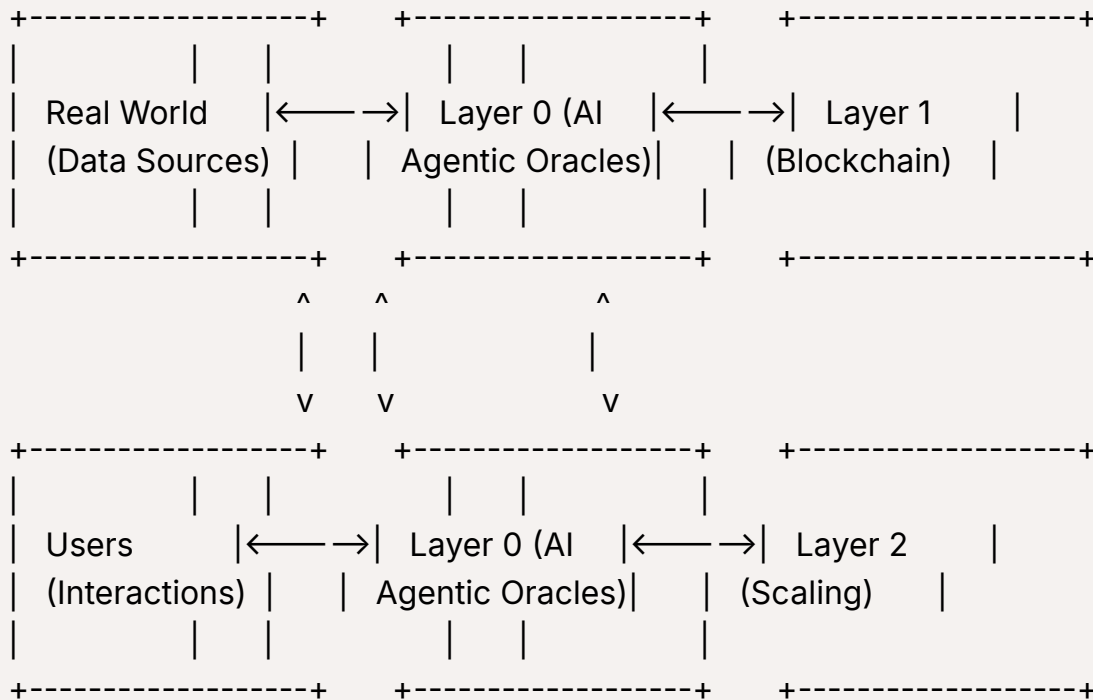 +-------------------+ +-------------------+ +-------------------+
| | | | | |
| Real World |<---->| Layer 0 (AI |<---->| Layer 1 |
| (Data Sources) | | Agentic Oracles)| | (Blockchain) |
| | | | | |
+-------------------+ +-------------------+ +-------------------+
^ ^ ^
| | |
v v v
+-------------------+ +-------------------+ +-------------------+
| | | | | |
| Users |<---->| Layer 0 (AI |<---->| Layer 2 |
| (Interactions) | | Agentic Oracles)| | (Scaling) |
| | | | | |
+-------------------+ +-------------------+ +-------------------+